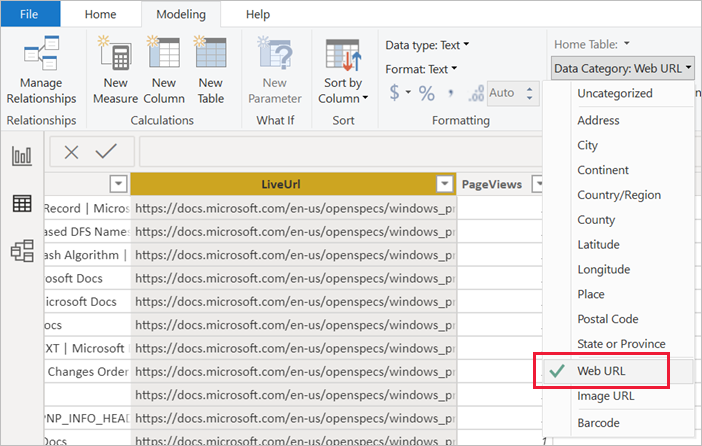 File Home Modeling Help
Manage Relationships
New Measure
New Column
New Table
New Parameter
Sort by Column
Data type: Text
Format: Text
$ % , .0 .00 Auto
Home Table:
Data Category: Web URL
Relationships Calculations What If Sort Formatting
Uncategorized
Address
City
Continent
Country/Region
County
Latitude
Longitude
Place
Postal Code
State or Province
Web URL
Image URL
Barcode
LiveUrl PageViews
Record | Micros https://docs.microsoft.com/en-us/openspecs/windows_pr
ased DFS Names https://docs.microsoft.com/en-us/openspecs/windows_pr
ash Algorithm | https://docs.microsoft.com/en-us/openspecs/windows_pr
osoft Docs https://docs.microsoft.com/en-us/openspecs/windows_pr
icrosoft Docs https://docs.microsoft.com/en-us/openspecs/windows_pr
ocs https://docs.microsoft.com/en-us/openspecs/windows_pr
XT | Microsoft https://docs.microsoft.com/en-us/openspecs/windows_pr
Changes Order https://docs.microsoft.com/en-us/openspecs/windows_pr
https://docs.microsoft.com/en-us/openspecs/windows_pr
PNP_INFO_HEAD https://docs.microsoft.com/en-us/openspecs/windows_pr
Docs https://docs.microsoft.com/en-us/openspecs/windows_pr 1